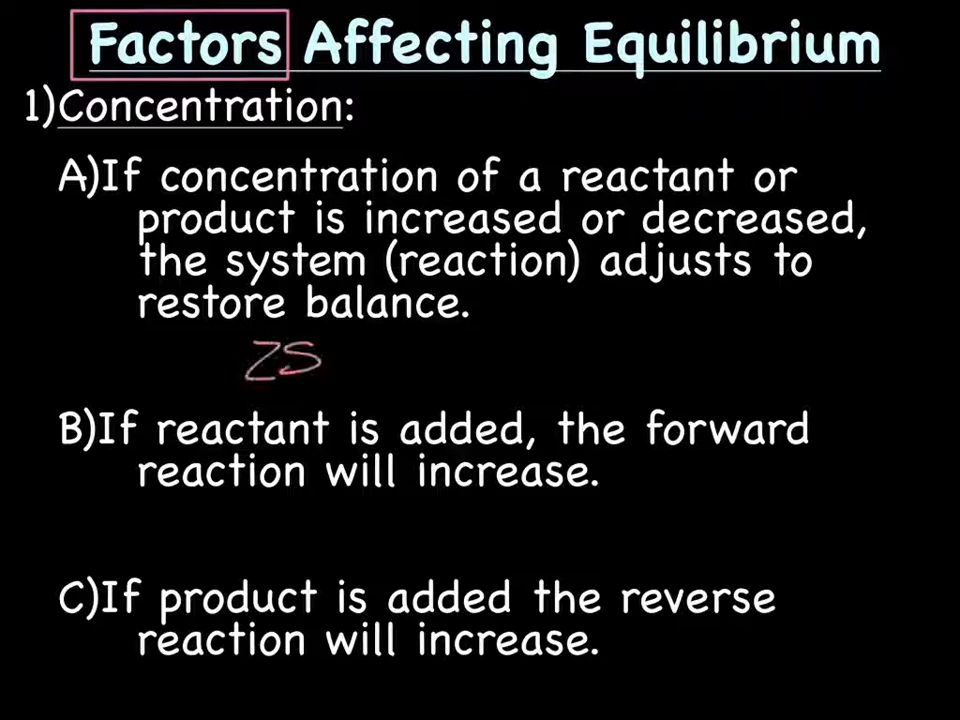 Factors Affecting Equilibrium
1)Concentration:
A)If concentration of a reactant or
product is increased or decreased,
the system (reaction) adjusts to
restore balance.
ZS
B)If reactant is added, the forward
reaction will increase.
C)If product is added the reverse
reaction will increase.